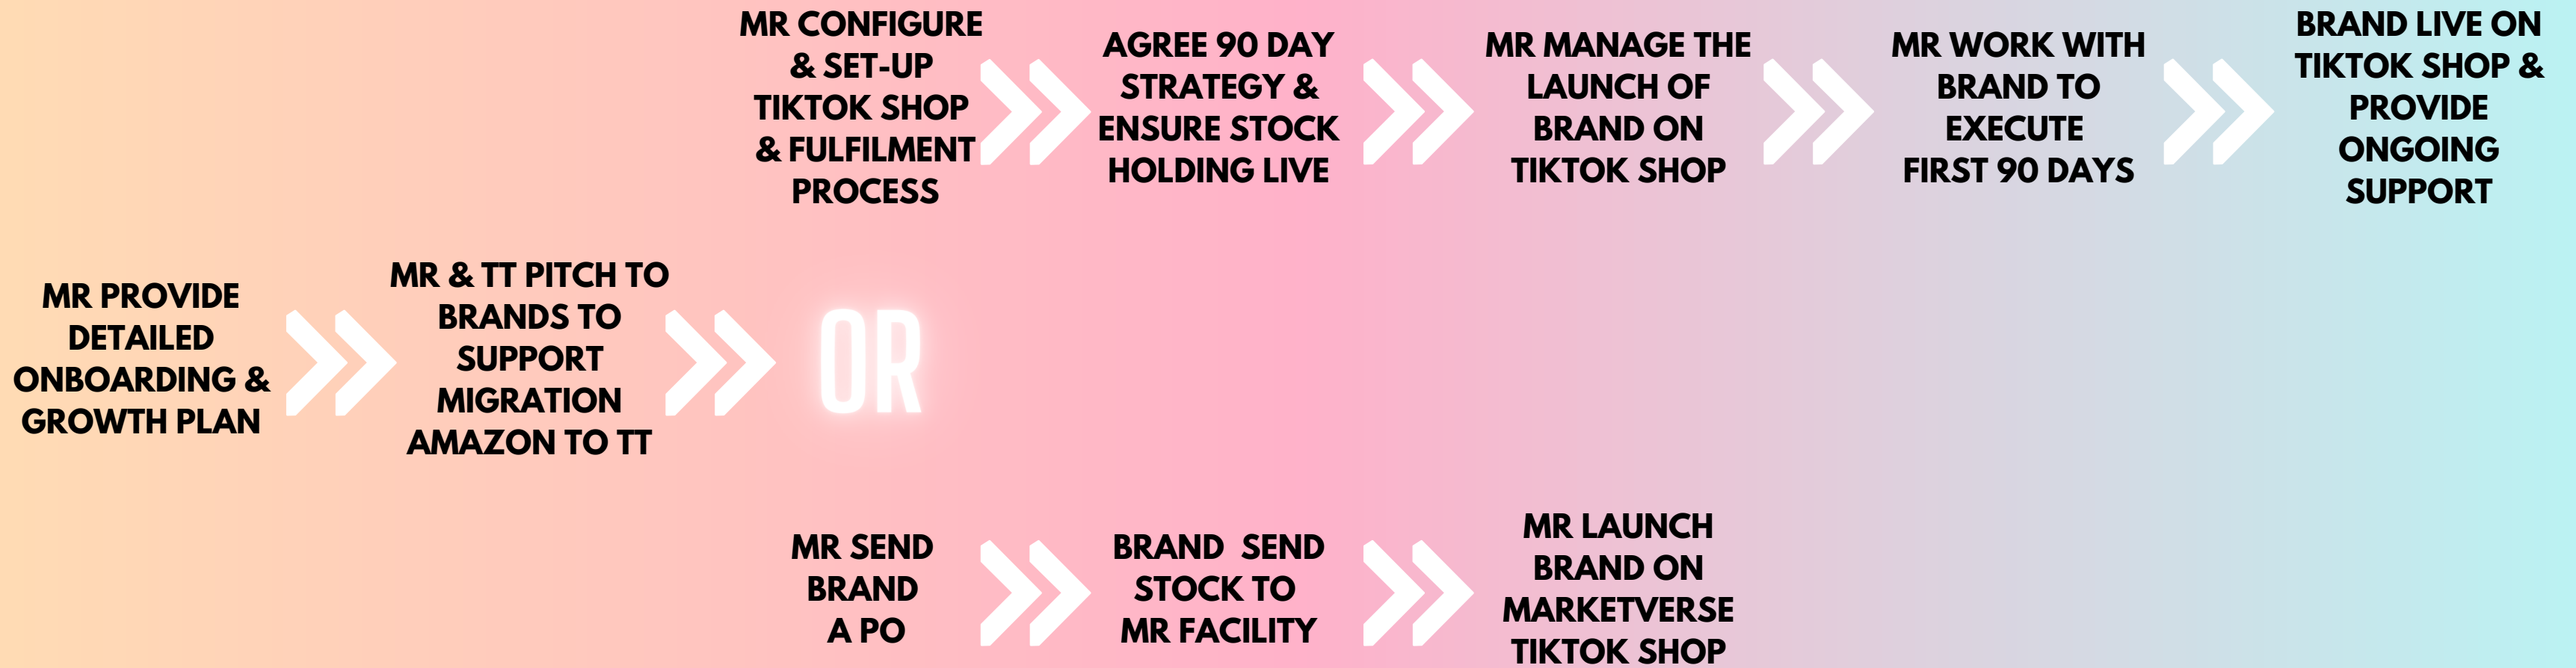 MR PROVIDE
DETAILED
ONBOARDING &
GROWTH PLAN
MR & TT PITCH TO
BRANDS TO
SUPPORT
MIGRATION
AMAZON TO TT
OR
MR CONFIGURE
& SET-UP
TIKTOK SHOP
& FULFILMENT
PROCESS
AGREE 90 DAY
STRATEGY &
ENSURE STOCK
HOLDING LIVE
MR MANAGE THE
LAUNCH OF
BRAND ON
TIKTOK SHOP
MR WORK WITH
BRAND TO
EXECUTE
FIRST 90 DAYS
BRAND LIVE ON
TIKTOK SHOP &
PROVIDE
ONGOING
SUPPORT
MR SEND
BRAND
A PO
BRAND  SEND
STOCK TO
MR FACILITY
MR LAUNCH
BRAND ON
MARKETVERSE
TIKTOK SHOP